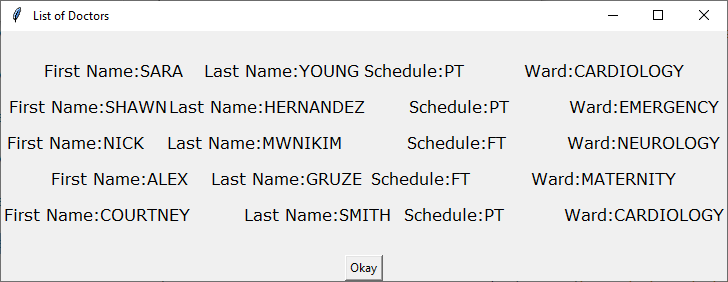 List of Doctors
First Name:SARA Last Name:YOUNG Schedule:PT Ward:CARDIOLOGY
First Name:SHAWN Last Name:HERNANDEZ Schedule:PT Ward:EMERGENCY
First Name:NICK Last Name:MWNIKIM Schedule:FT Ward:NEUROLOGY
First Name:ALEX Last Name:GRUZE Schedule:FT Ward:MATERNITY
First Name:COURTNEY Last Name:SMITH Schedule:PT Ward:CARDIOLOGY
Okay